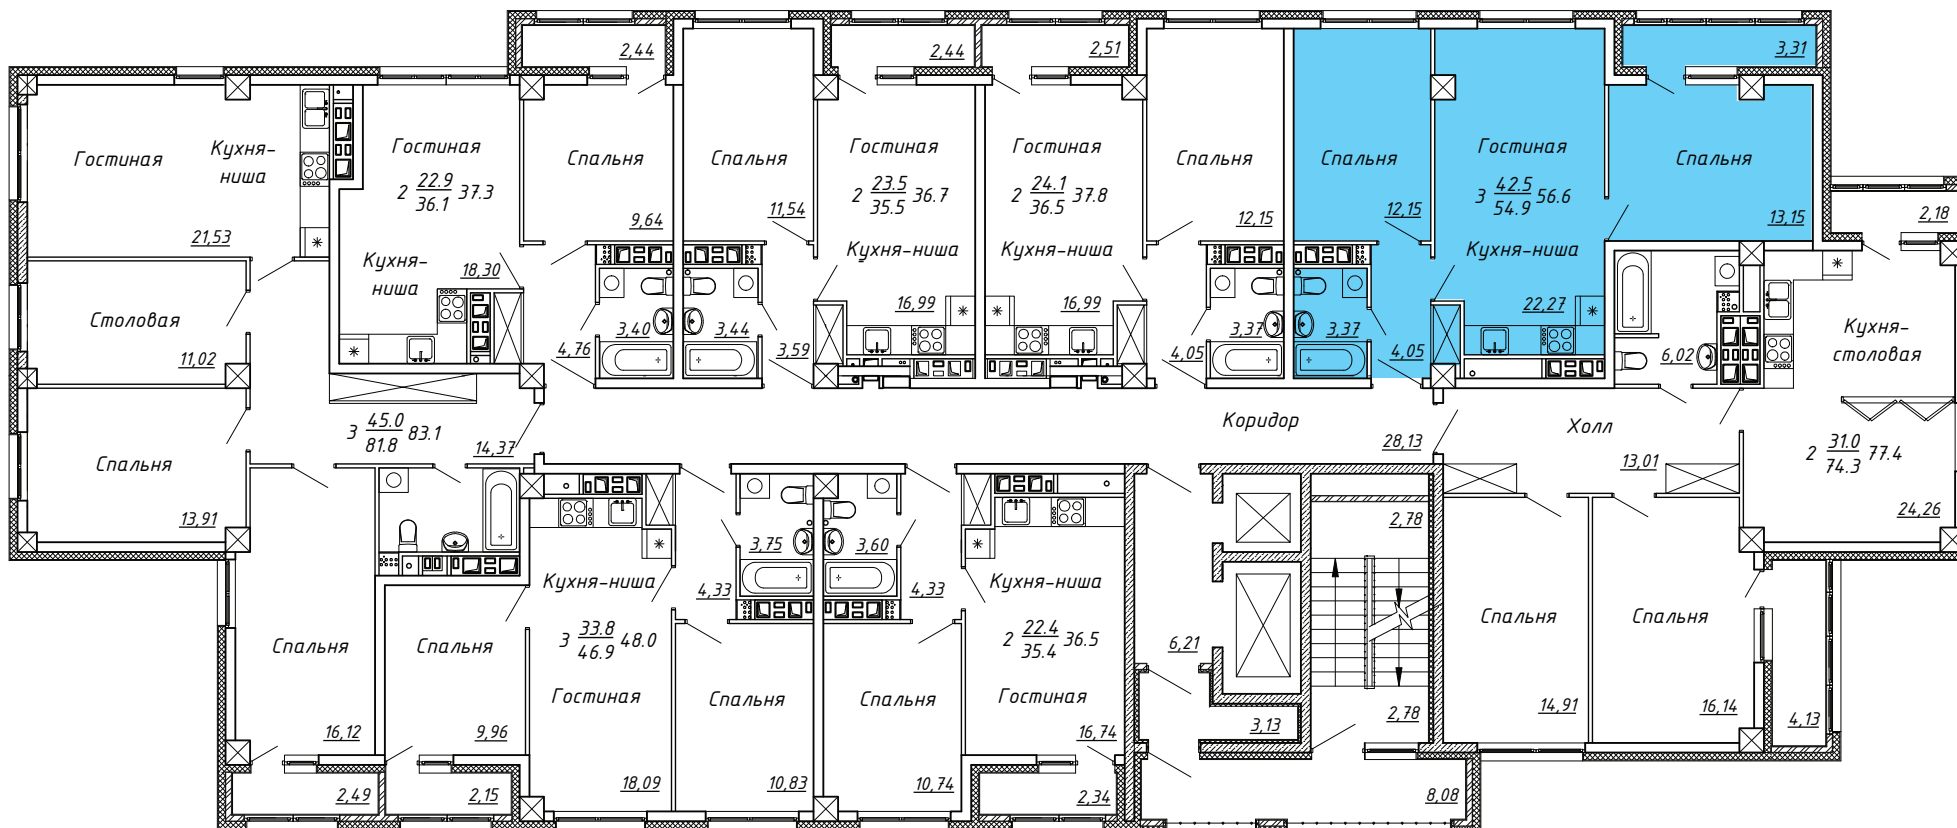 2,44
2,44
2,51
3,31
Гостиная
Кухня-
ниша
21,53
Гостиная
2 22.9 37.3
36.1
Кухня-
ниша
18,30
Спальня
9,64
Спальня
11,54
Гостиная
2 23.5 36.7
35.5
Кухня-ниша
16,99
Гостиная
2 24.1 37.8
36.5
Кухня-ниша
16,99
Спальня
12,15
Спальня
12,15
Гостиная
3 42.5 56.6
54.9
Кухня-ниша
22,27
Спальня
13,15
2,18
Столовая
11,02
4,76
3,40
3,44
3,59
4,05
3,37
3,37
4,05
6,02
Кухня-
столовая
Спальня
13,91
3 45.0 83.1
81.8
14,37
Коридор
28,13
Холл
13,01
2 31.0 77.4
74.3
24,26
Спальня
16,12
Спальня
9,96
Кухня-ниша
3 33.8 48.0
46.9
Гостиная
18,09
4,33
3,75
3,60
4,33
Спальня
10,83
Спальня
10,74
Кухня-ниша
2 22.4 36.5
35.4
Гостиная
16,74
6,21
3,13
2,78
2,78
Спальня
14,91
Спальня
16,14
4,13
2,49
2,15
2,34
8,08